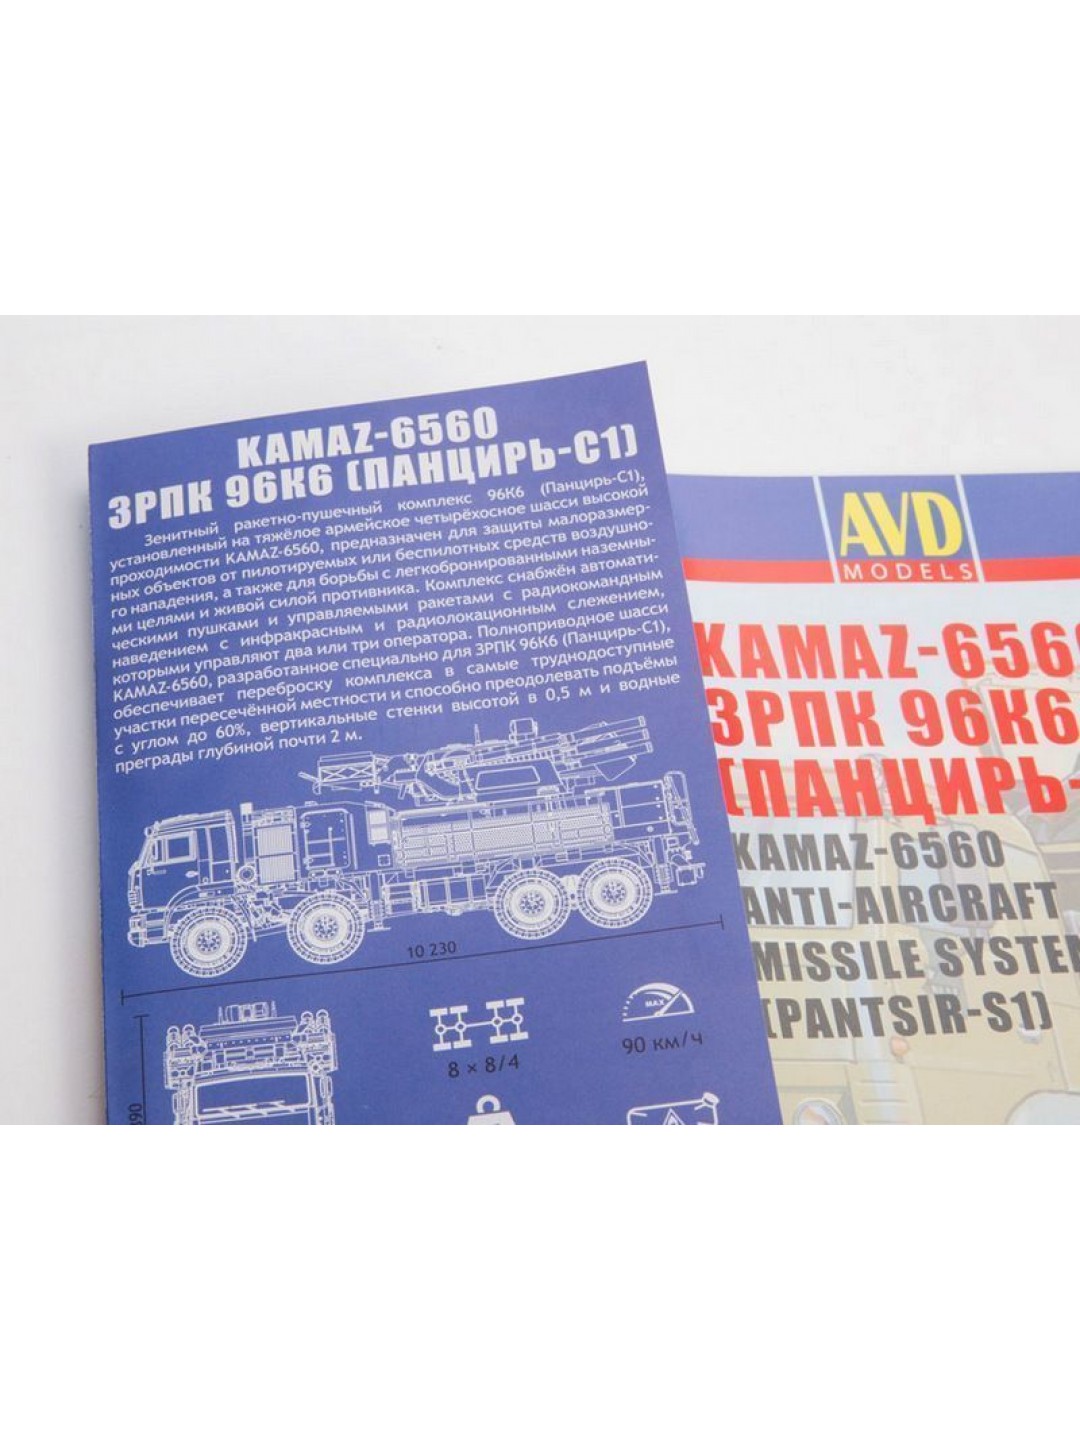 KAMAZ-6560
ЗРПК 96К6 (ПАНЦИРЬ-С1)
Зенитный ракетно-пушечный комплекс 96К6 (Панцирь-С1),
установленный на тяжёлое армейское четырёхосное шасси высокой
проходимости KAMAZ-6560, предназначен для защиты малоразмер-
ных объектов от пилотируемых или беспилотных средств воздушно-
го нападения, а также для борьбы с легкобронированными наземны-
ми целями и живой силой противника. Комплекс снабжён автомати-
ческими пушками и управляемыми ракетами с радиокомандным
наведением с инфракрасным и радиолокационным слежением,
которыми управляют два или три оператора. Полноприводное шасси
KAMAZ-6560, разработанное специально для ЗРПК 96К6 (Панцирь-С1),
обеспечивает переброску комплекса в самые труднодоступные
участки пересечённой местности и способно преодолевать подъёмы
с углом до 60%, вертикальные стенки высотой в 0,5 м и водные
преграды глубиной почти 2 м.
10 230
8 × 8/4
MAX
90 км/ч
AVD
MODELS
KAMAZ-6560
ЗРПК 96К6
(ПАНЦИРЬ-
KAMAZ-6560
ANTI-AIRCRAFT
MISSILE SYSTEM
(PANTSIR-S1)